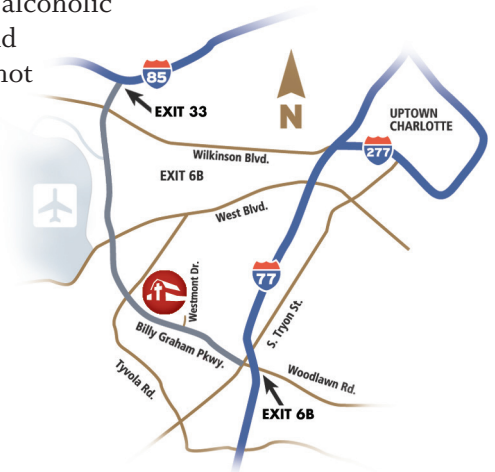 alcoholic
nd
not
85
EXIT 33
N
UPTOWN
CHARLOTTE
277
Wilkinson Blvd.
EXIT 6B
West Blvd.
77
Westmont Dr.
S. Tryon St.
Billy Graham Pkwy.
Tyvola Rd.
Woodlawn Rd.
EXIT 6B